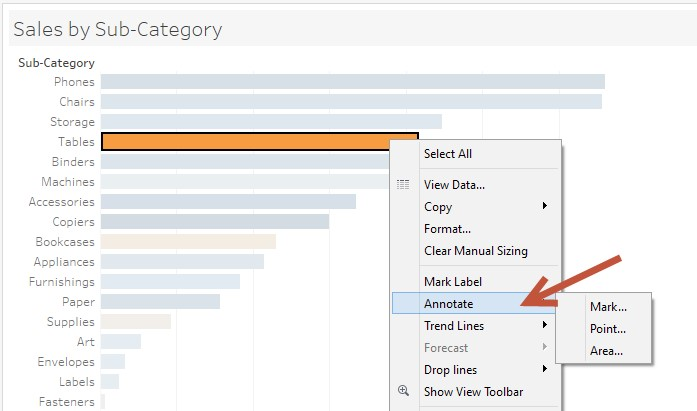 Sales by Sub-Category
Sub-Category
Phones
Chairs
Storage
Tables
Binders
Machines
Accessories
Copiers
Bookcases
Appliances
Furnishings
Paper
Supplies
Art
Envelopes
Labels
Fasteners
Select All
View Data...
Copy
Format...
Clear Manual Sizing
Mark Label
Annotate
Trend Lines
Forecast
Drop lines
Show View Toolbar
Mark...
Point...
Area...